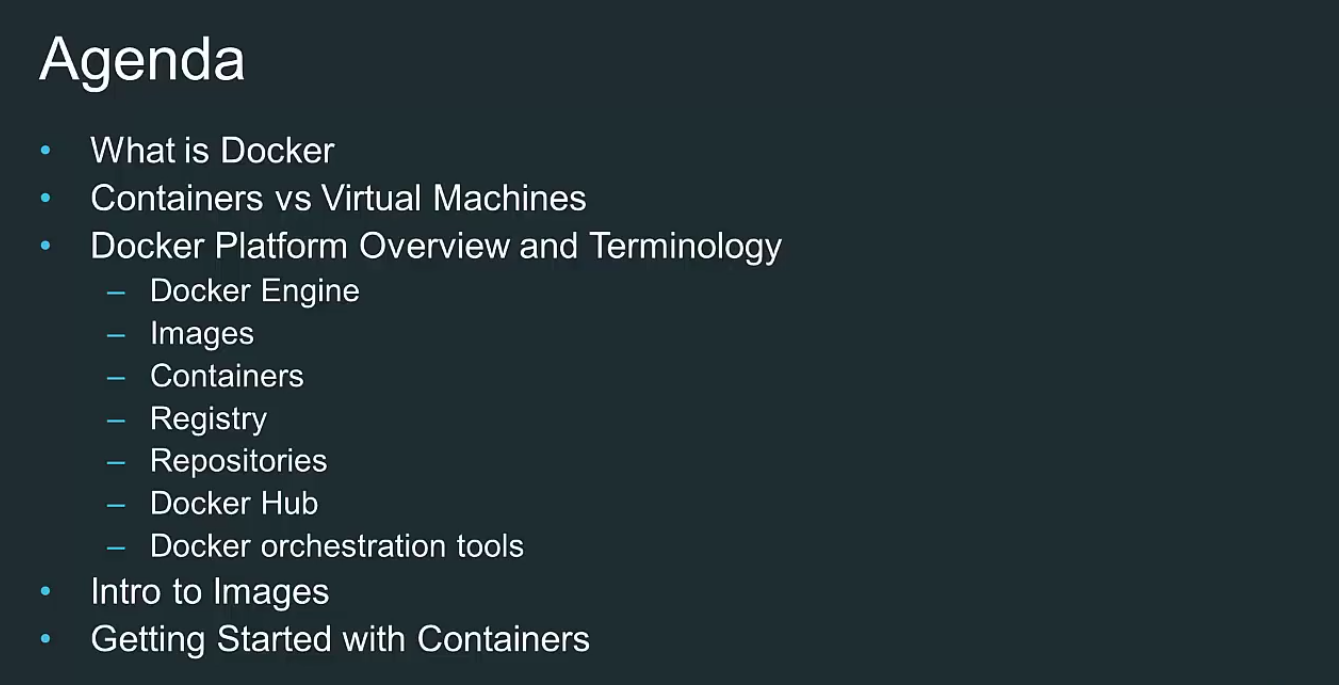 Agenda
• What is Docker
• Containers vs Virtual Machines
• Docker Platform Overview and Terminology
– Docker Engine
– Images
– Containers
– Registry
– Repositories
– Docker Hub
– Docker orchestration tools
• Intro to Images
• Getting Started with Containers